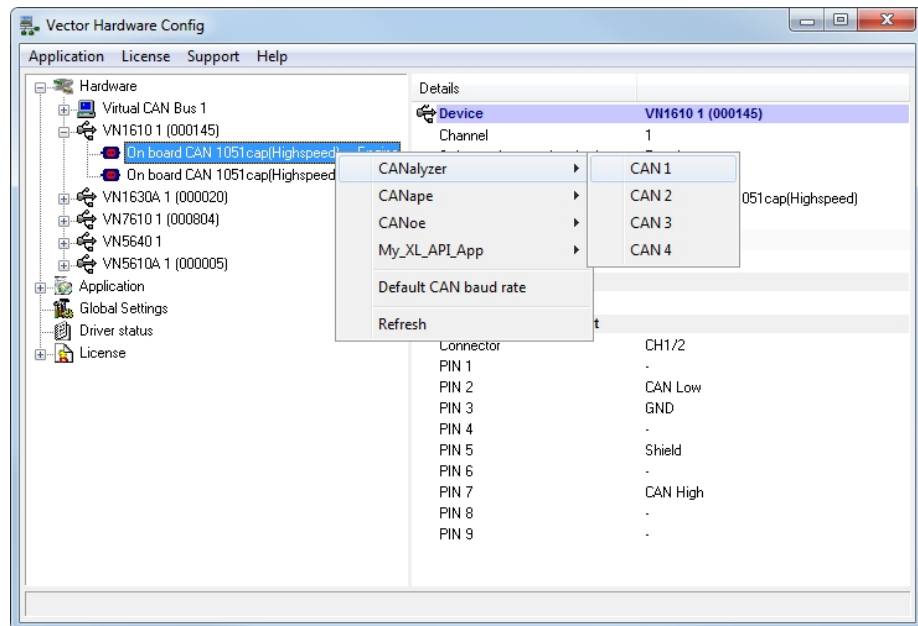 Vector Hardware Config
Application License Support Help
Hardware
Virtual CAN Bus 1
VN1610 1 (000145)
On board CAN 1051cap(Highspeed)
On board CAN 1051cap(Highspeed
VN1630A 1 (000020)
VN7610 1 (000804)
VN5640 1
VN5610A 1 (000005)
Application
Global Settings
Driver status
License
CANalyzer
CANape
CANoe
My_XL_API_App
Default CAN baud rate
Refresh
CAN 1
CAN 2
CAN 3
CAN 4
Details
Device VN1610 1 (000145)
Channel 1
051cap(Highspeed)
t
Connector CH1/2
PIN 1 -
PIN 2 CAN Low
PIN 3 GND
PIN 4 -
PIN 5 Shield
PIN 6 -
PIN 7 CAN High
PIN 8 -
PIN 9 -